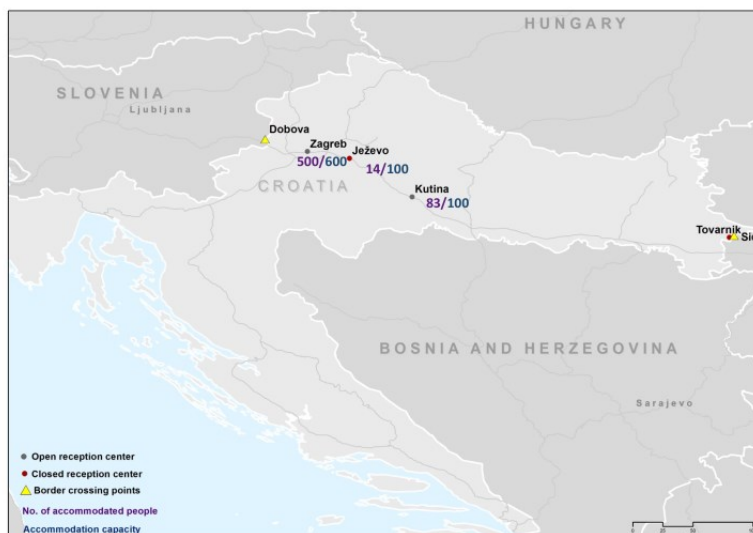 HUNGARY
SLOVENIA
Ljubljana
Dobova
Zagreb
Ježevo
500/600
14/100
CROATIA
Kutina
83/100
Tovarnik
BOSNIA AND HERZEGOVINA
Sarajevo
Open reception center
Closed reception center
Border crossing points
No. of accommodated people
Accommodation capacity